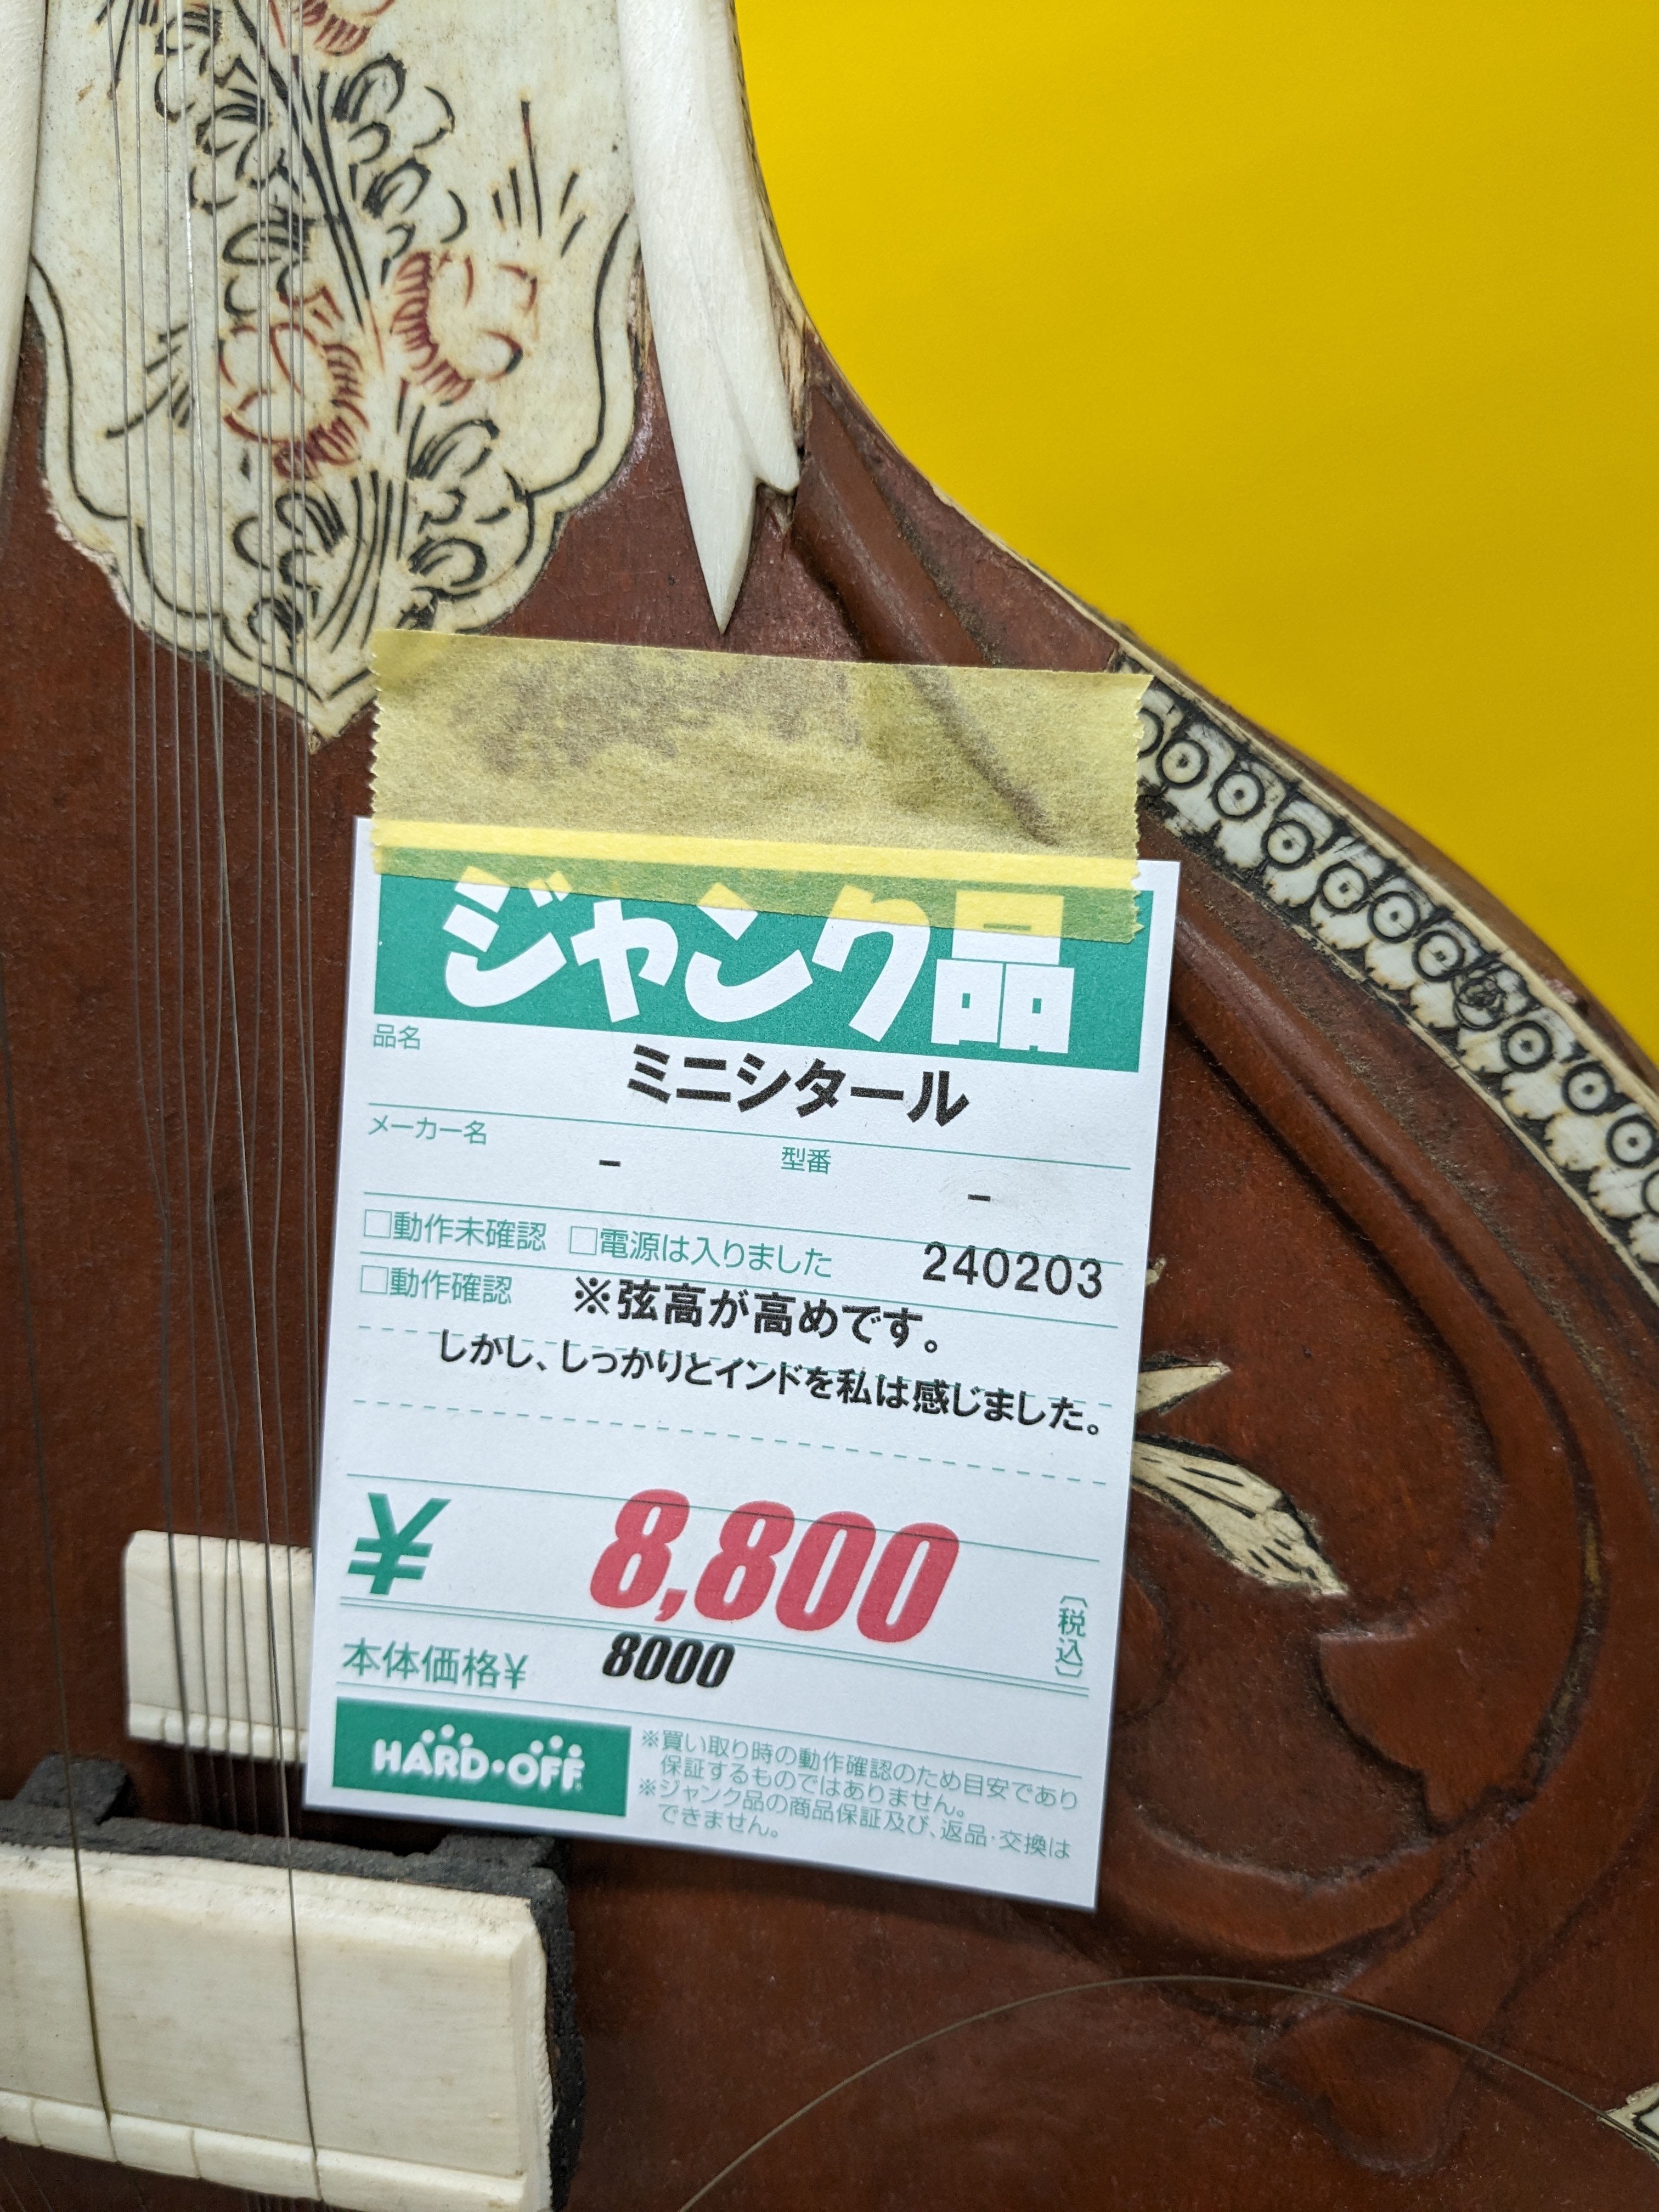 ジャンク品
品名 ミニシタール
メーカー名 - 型番 -
□動作未確認 □電源は入りました 240203
□動作確認 ※弦高が高めです。
しかし、しっかりとインドを私は感じました。
¥ 8,800 〔税込〕
本体価格¥ 8000
HARD・OFF
※買い取り時の動作確認のため目安であり
保証するものではありません。
※ジャンク品の商品保証及び、返品・交換は
できません。